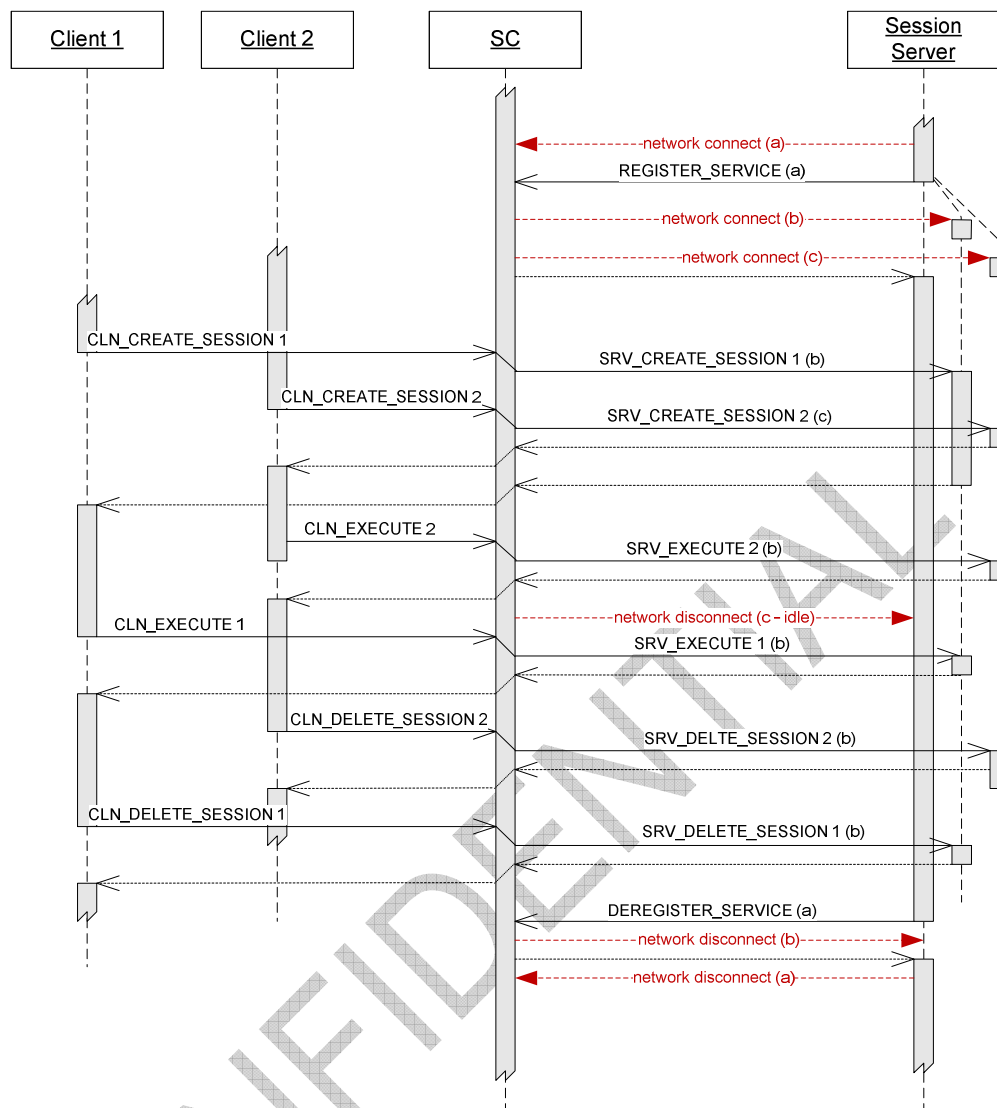 Client 1
Client 2
SC
Session
Server
network connect (a)
REGISTER_SERVICE (a)
network connect (b)
network connect (c)
CLN_CREATE_SESSION 1
SRV_CREATE_SESSION 1 (b)
CLN_CREATE_SESSION 2
SRV_CREATE_SESSION 2 (c)
CLN_EXECUTE 2
SRV_EXECUTE 2 (b)
network disconnect (c – idle)
CLN_EXECUTE 1
SRV_EXECUTE 1 (b)
CLN_DELETE_SESSION 2
SRV_DELTE_SESSION 2 (b)
CLN_DELETE_SESSION 1
SRV_DELETE_SESSION 1 (b)
DEREGISTER_SERVICE (a)
network disconnect (b)
network disconnect (a)
NFIDENTIAL